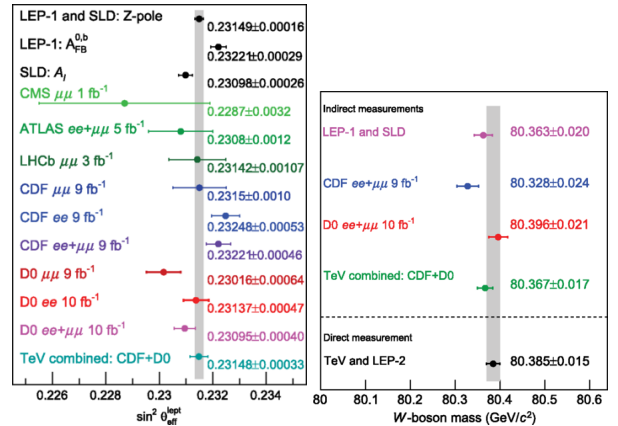 LEP-1 and SLD: Z-pole
0.23149±0.00016
LEP-1: A_FB^0,b
0.23221±0.00029
SLD: A_l
0.23098±0.00026
CMS μμ 1 fb⁻¹
0.2287±0.0032
ATLAS ee+μμ 5 fb⁻¹
0.2308±0.0012
LHCb μμ 3 fb⁻¹
0.23142±0.00107
CDF μμ 9 fb⁻¹
0.2315±0.0010
CDF ee 9 fb⁻¹
0.23248±0.00053
CDF ee+μμ 9 fb⁻¹
0.23221±0.00046
D0 μμ 9 fb⁻¹
0.23016±0.00064
D0 ee 10 fb⁻¹
0.23137±0.00047
D0 ee+μμ 10 fb⁻¹
0.23095±0.00040
TeV combined: CDF+D0
0.23148±0.00033
0.226 0.228 0.23 0.232 0.234
sin² θ_eff^lept
Indirect measurements
LEP-1 and SLD 80.363±0.020
CDF ee+μμ 9 fb⁻¹ 80.328±0.024
D0 ee+μμ 10 fb⁻¹ 80.396±0.021
TeV combined: CDF+D0 80.367±0.017
Direct measurement
TeV and LEP-2 80.385±0.015
80 80.1 80.2 80.3 80.4 80.5 80.6
W-boson mass (GeV/c²)